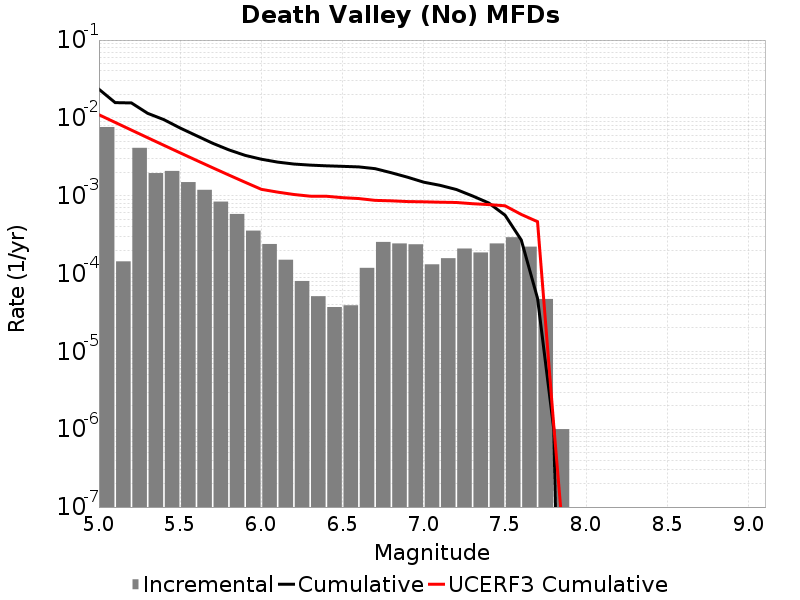 Death Valley (No) MFDs
10-1
10-2
10-3
10-4
10-5
10-6
10-7
Rate (1/yr)
5.0 5.5 6.0 6.5 7.0 7.5 8.0 8.5 9.0
Magnitude
Incremental Cumulative UCERF3 Cumulative